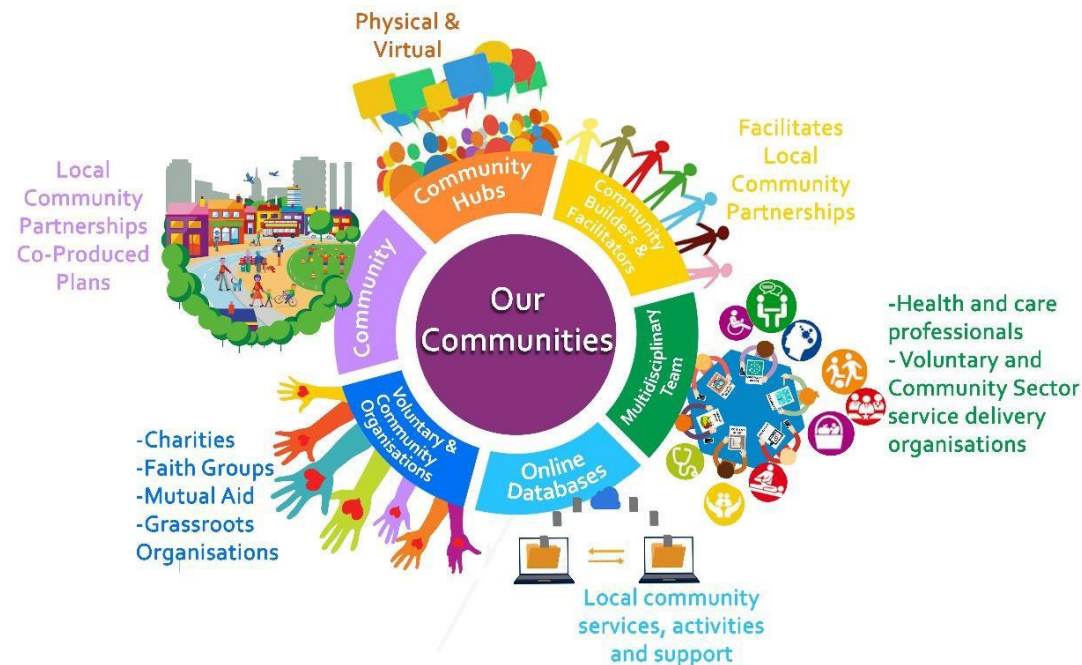 Physical &
Virtual
Community
Hubs
Facilitates
Local
Community
Partnerships
Community
Builders &
Facilitators
Local
Community
Partnerships
Co-Produced
Plans
Community
Our
Communities
Multidisciplinary
Team
-Health and care
professionals
- Voluntary and
Community Sector
service delivery
organisations
Voluntary &
Community
Organisations
-Charities
-Faith Groups
-Mutual Aid
-Grassroots
Organisations
Online
Databases
Local community
services, activities
and support